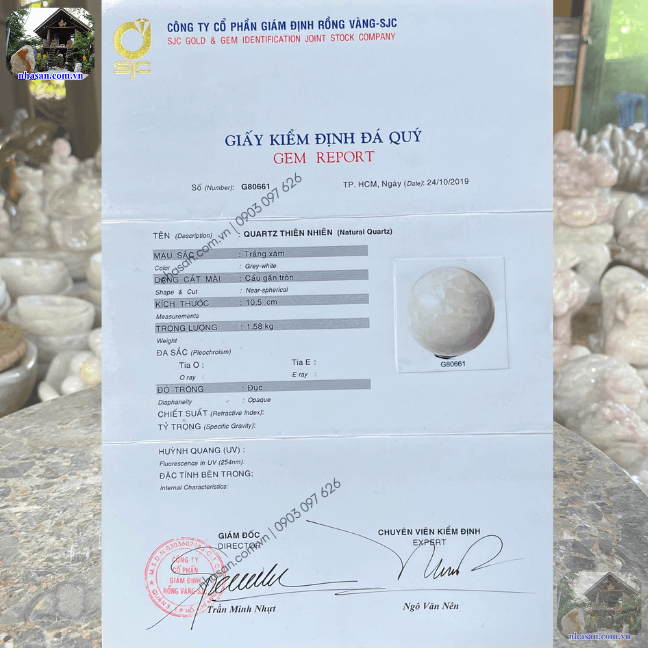 CÔNG TY CỔ PHẦN GIÁM ĐỊNH RỒNG VÀNG-SJC
SJC GOLD & GEM IDENTIFICATION JOINT STOCK COMPANY
SJC
nhasan.com.vn
GIẤY KIỂM ĐỊNH ĐÁ QUÝ
GEM REPORT
Số (Number): G80661 TP. HCM, Ngày (Date): 24/10/2019
TÊN (Description) : QUARTZ THIÊN NHIÊN (Natural Quartz)
MÀU SẮC : Trắng xám
Color : Grey-white
DẠNG CẮT MÀI : Cầu gần tròn
Shape & Cut : Near-spherical
KÍCH THƯỚC : 10.5 cm
Measurements
TRỌNG LƯỢNG : 1.58 kg
Weight
ĐA SẮC (Pleochroism)
Tia O : Tia E :
O ray : E ray :
ĐỘ TRONG : Đục
Diaphaneity : Opaque
CHIẾT SUẤT (Refractive Index):
TỶ TRỌNG (Specific Gravity):
G80661
HUỲNH QUANG (UV) :
Fluorescence in UV (254nm):
ĐẶC TÍNH BÊN TRONG:
Internal Characteristics:
nhasan.com.vn | 0903 097 626
nhasan.com.vn | 0903 097 626
GIÁM ĐỐC CHUYÊN VIÊN KIỂM ĐỊNH
DIRECTOR EXPERT
CÔNG TY
CỔ PHẦN
GIÁM ĐỊNH
RỒNG VÀNG-SJC
Trần Minh Nhựt Ngô Văn Nên
nhasan.com.vn